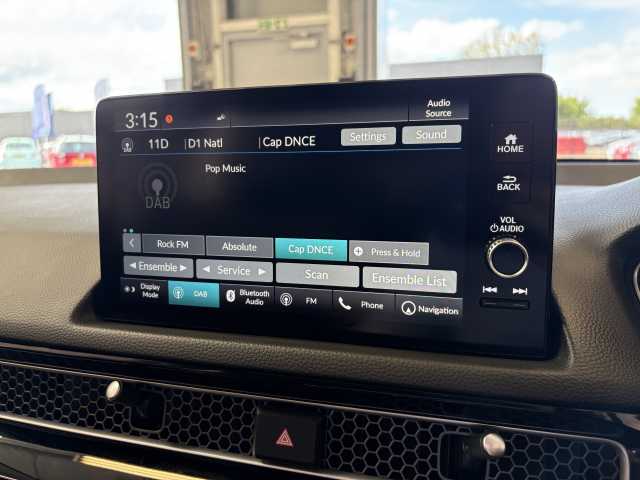 3:15
Audio Source
DAB 11D D1 Natl Cap DNCE Settings Sound
HOME
Pop Music
DAB
BACK
VOL
AUDIO
Rock FM Absolute Cap DNCE Press & Hold
Ensemble Service Scan Ensemble List
Display Mode DAB Bluetooth Audio FM Phone Navigation